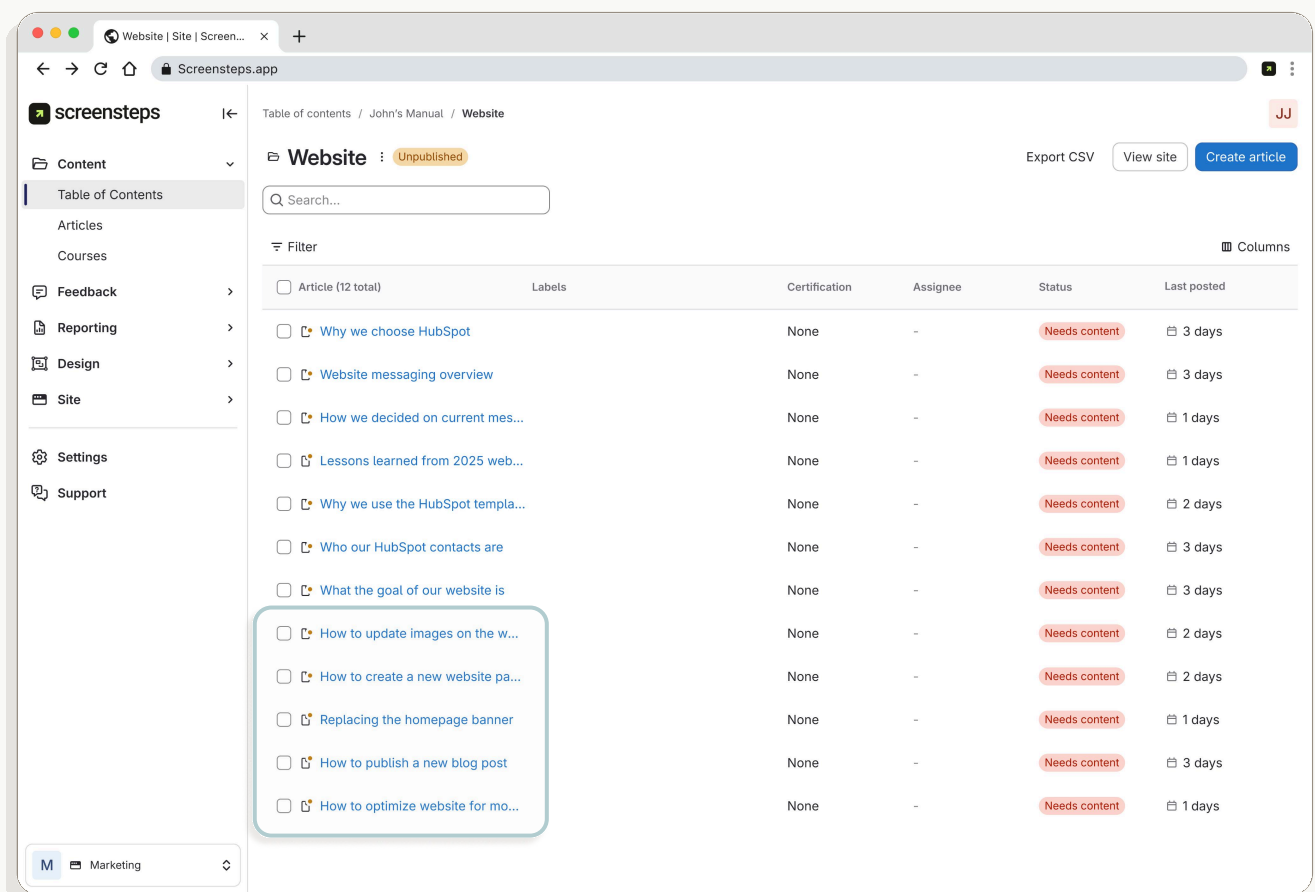 Website | Site | Screen...
Screensteps.app
screensteps
Table of contents / John's Manual / Website
JJ
Content
Table of Contents
Articles
Courses
Feedback
Reporting
Design
Site
Settings
Support
M Marketing
Website Unpublished
Export CSV View site Create article
Search...
Filter Columns
Article (12 total) Labels Certification Assignee Status Last posted
Why we choose HubSpot None - Needs content 3 days
Website messaging overview None - Needs content 3 days
How we decided on current mes... None - Needs content 1 days
Lessons learned from 2025 web... None - Needs content 1 days
Why we use the HubSpot templa... None - Needs content 2 days
Who our HubSpot contacts are None - Needs content 3 days
What the goal of our website is None - Needs content 3 days
How to update images on the w... None - Needs content 2 days
How to create a new website pa... None - Needs content 2 days
Replacing the homepage banner None - Needs content 1 days
How to publish a new blog post None - Needs content 3 days
How to optimize website for mo... None - Needs content 1 days